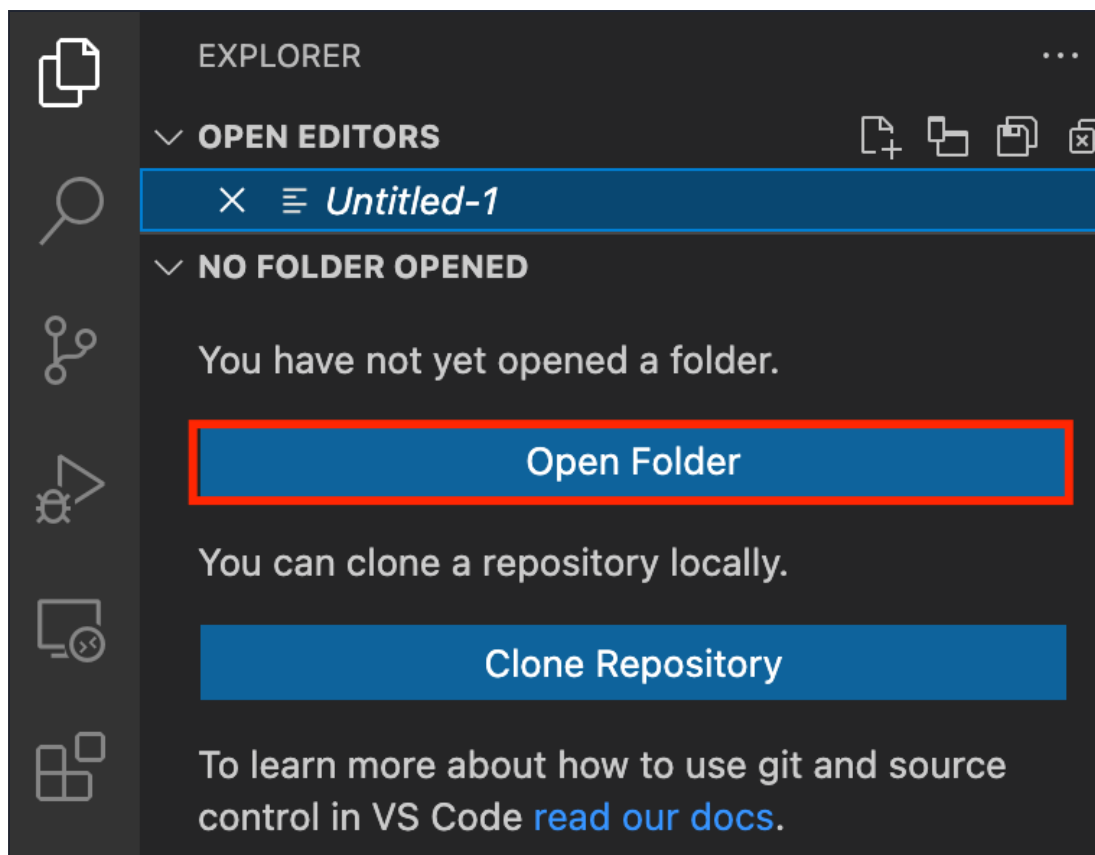 EXPLORER
OPEN EDITORS
Untitled-1
NO FOLDER OPENED
You have not yet opened a folder.
Open Folder
You can clone a repository locally.
Clone Repository
To learn more about how to use git and source
control in VS Code read our docs.